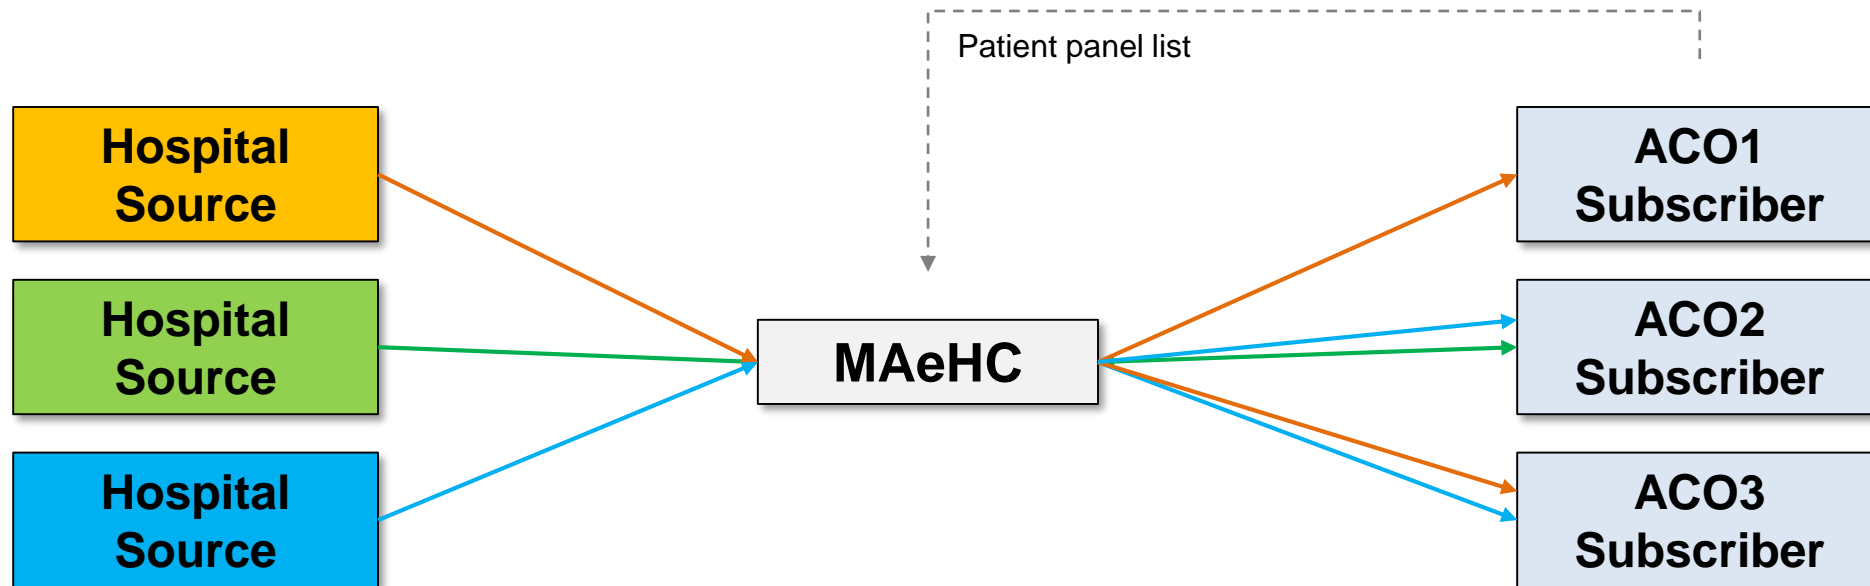 Patient panel list
Hospital
Source
ACO1
Subscriber
Hospital
Source
MAeHC
ACO2
Subscriber
Hospital
Source
ACO3
Subscriber